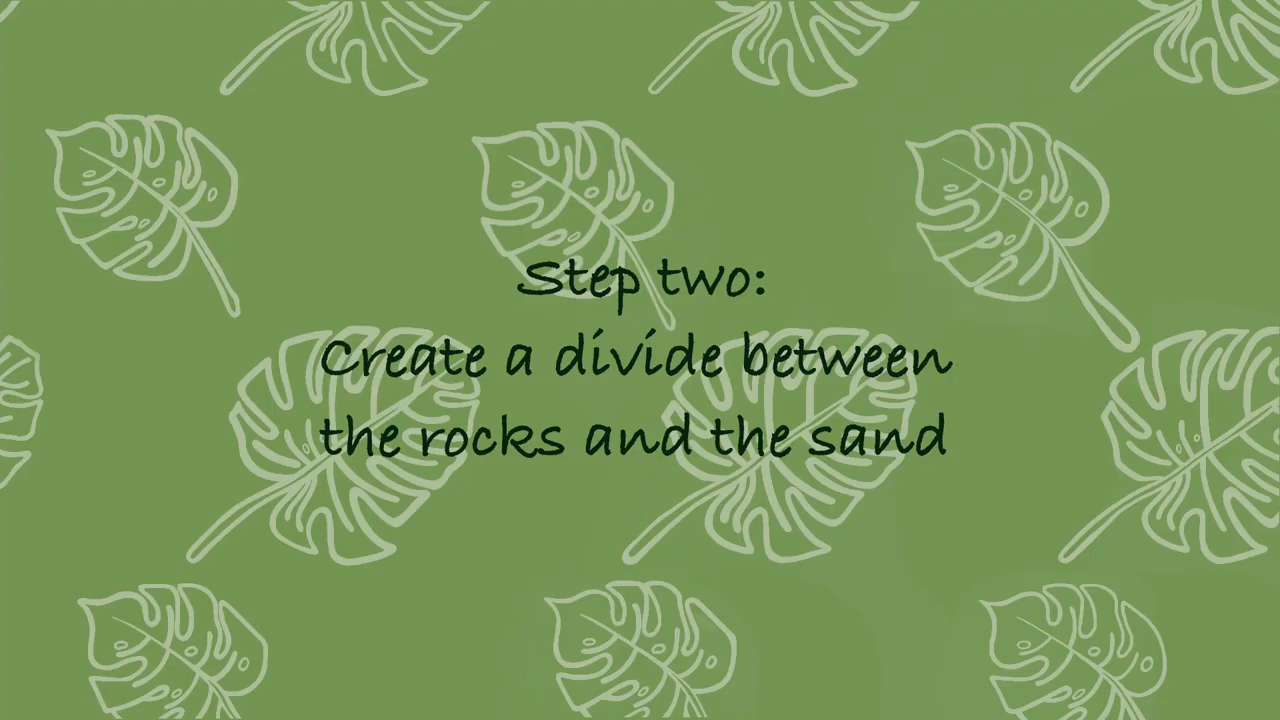 Step two:
Create a divide between
the rocks and the sand